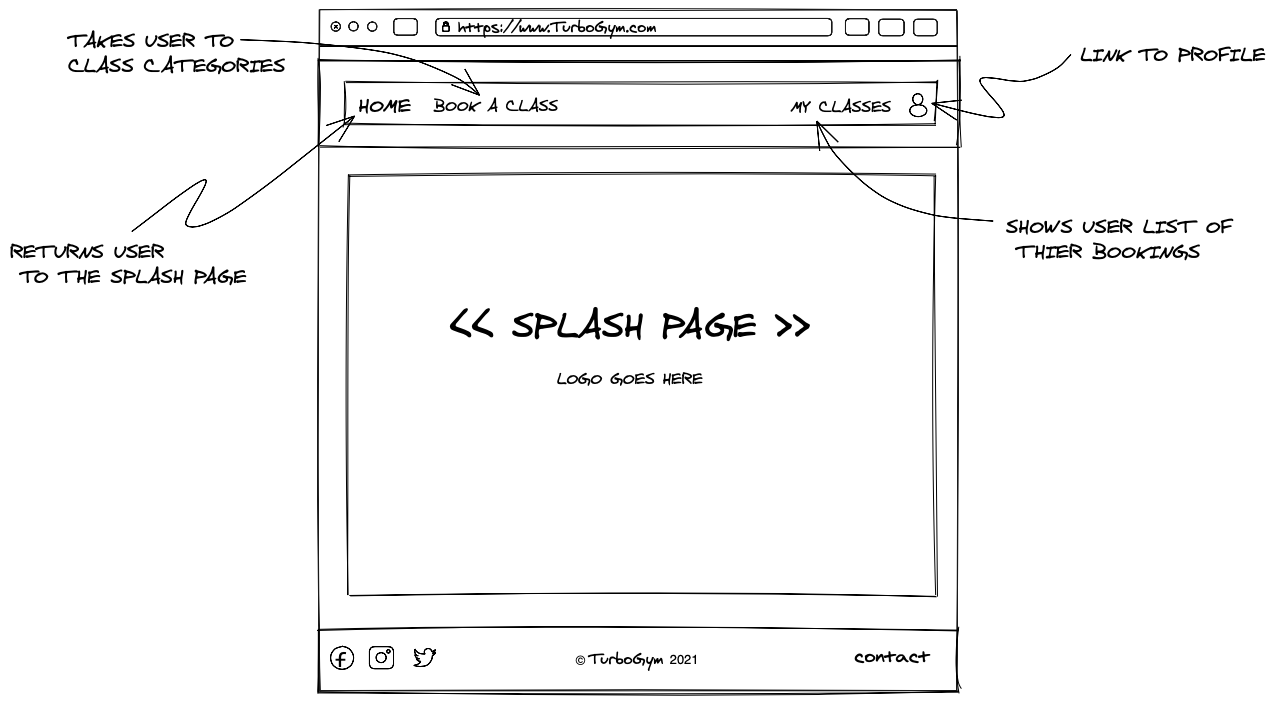 https://www.TurboGym.com
TAKES USER TO
CLASS CATEGORIES
LINK TO PROFILE
HOME
BOOK A CLASS
MY CLASSES
RETURNS USER
TO THE SPLASH PAGE
SHOWS USER LIST OF
THIER BOOKINGS
<< SPLASH PAGE >>
LOGO GOES HERE
© TurboGym 2021
contact